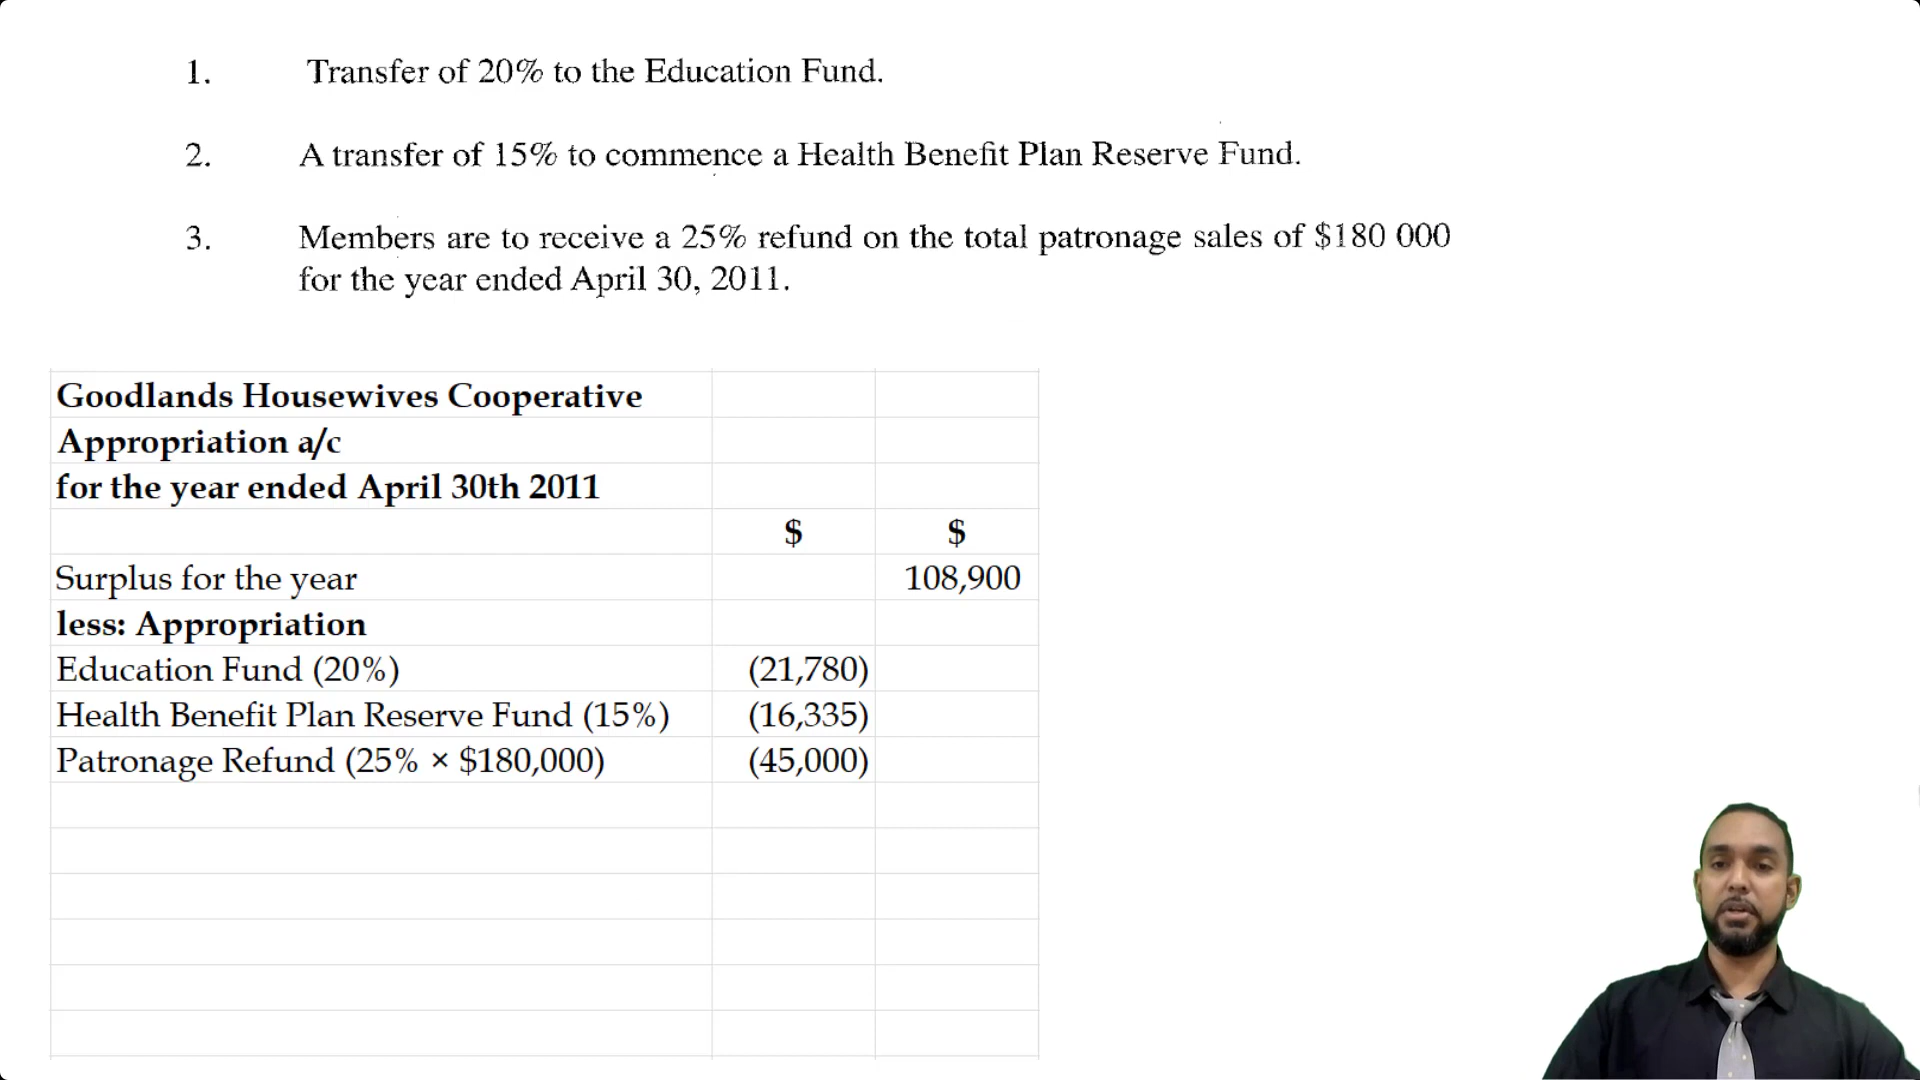 1. Transfer of 20% to the Education Fund.
2. A transfer of 15% to commence a Health Benefit Plan Reserve Fund.
3. Members are to receive a 25% refund on the total patronage sales of $180 000
for the year ended April 30, 2011.
Goodlands Housewives Cooperative
Appropriation a/c
for the year ended April 30th 2011
$ $
Surplus for the year 108,900
less: Appropriation
Education Fund (20%) (21,780)
Health Benefit Plan Reserve Fund (15%) (16,335)
Patronage Refund (25% × $180,000) (45,000)